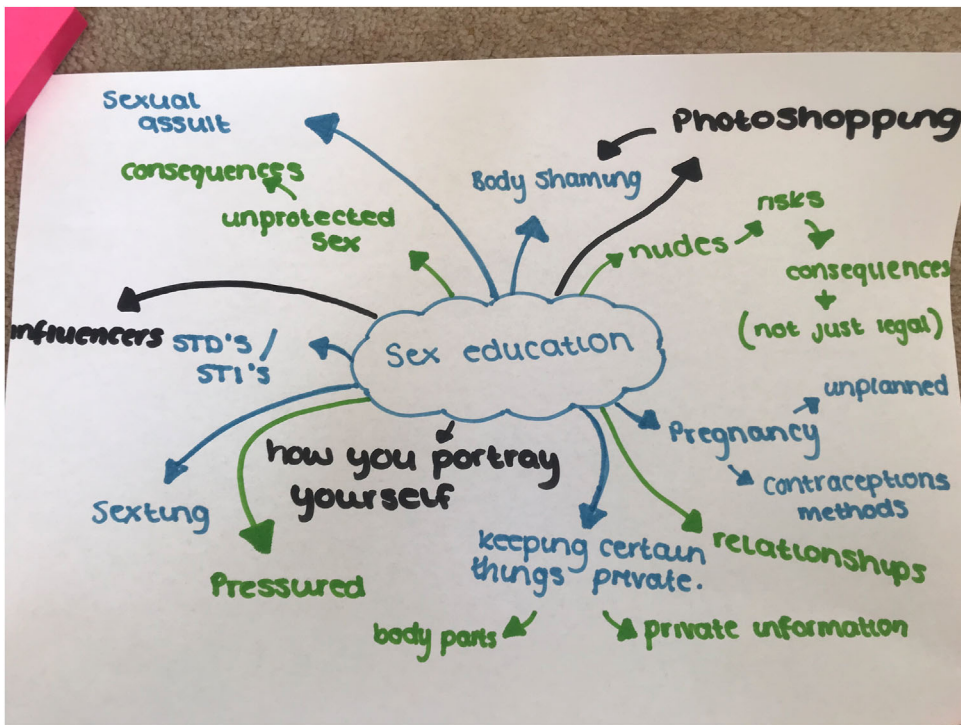 Sexual
assult
Photoshopping
consequences
Body Shaming
risks
unprotected
sex
nudes
consequences
+
(not just legal)
influencers
STD'S /
STI'S
Sex education
unplanned
Pregnancy
how you portray
yourself
contraceptions
methods
Sexting
keeping certain
things private.
relationships
Pressured
body parts
private information